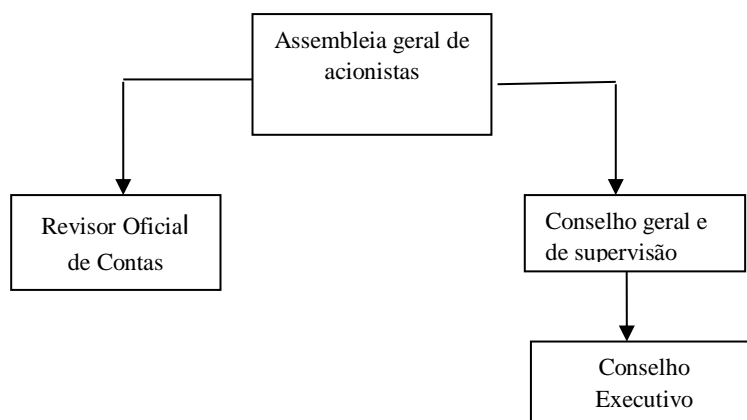 Assembleia geral de
acionistas
Revisor Oficial
de Contas
Conselho geral e
de supervisão
Conselho
Executivo